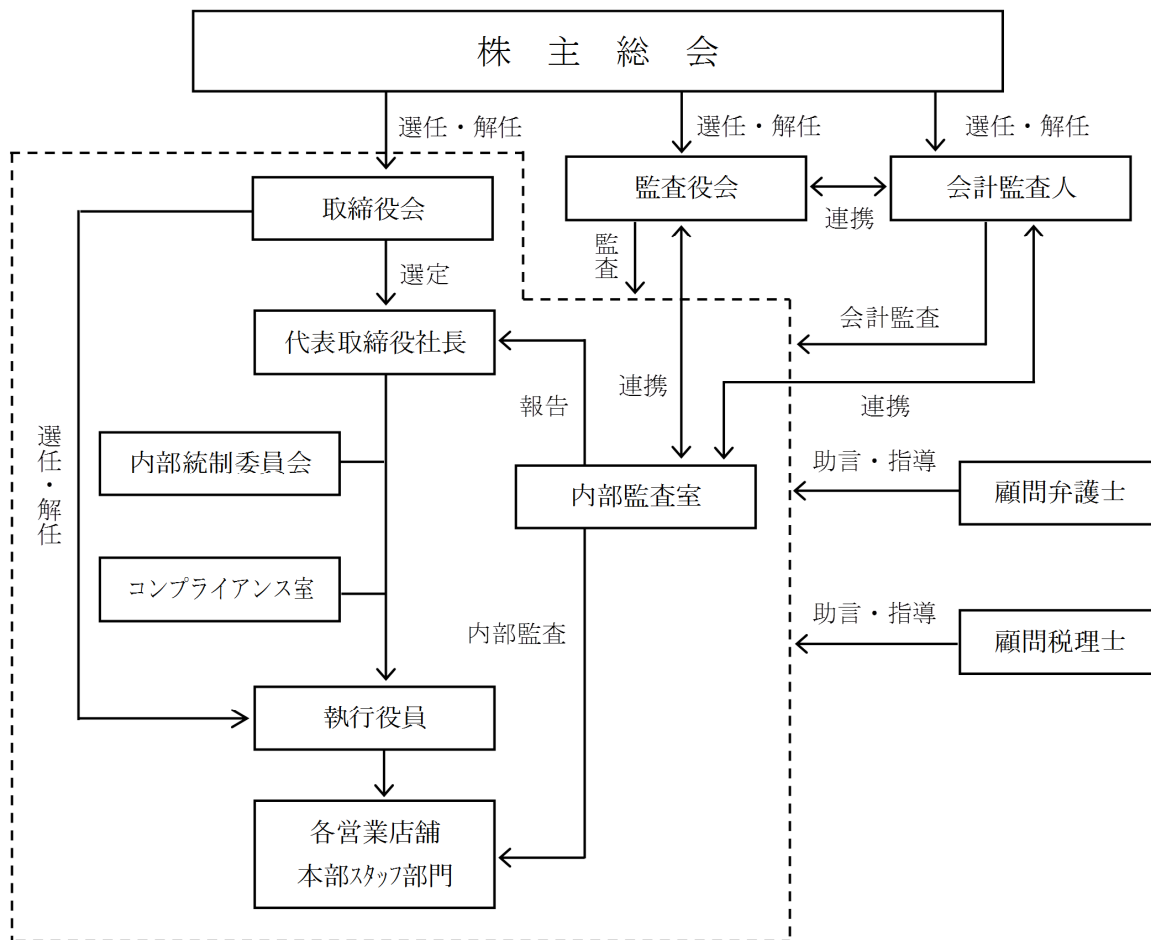 株主総会
選任・解任
選任・解任
選任・解任
取締役会
監査役会
会計監査人
連携
監査
選定
代表取締役社長
会計監査
報告
連携
連携
選任・解任
内部統制委員会
内部監査室
助言・指導
顧問弁護士
コンプライアンス室
内部監査
助言・指導
顧問税理士
執行役員
各営業店舗
本部スタッフ部門